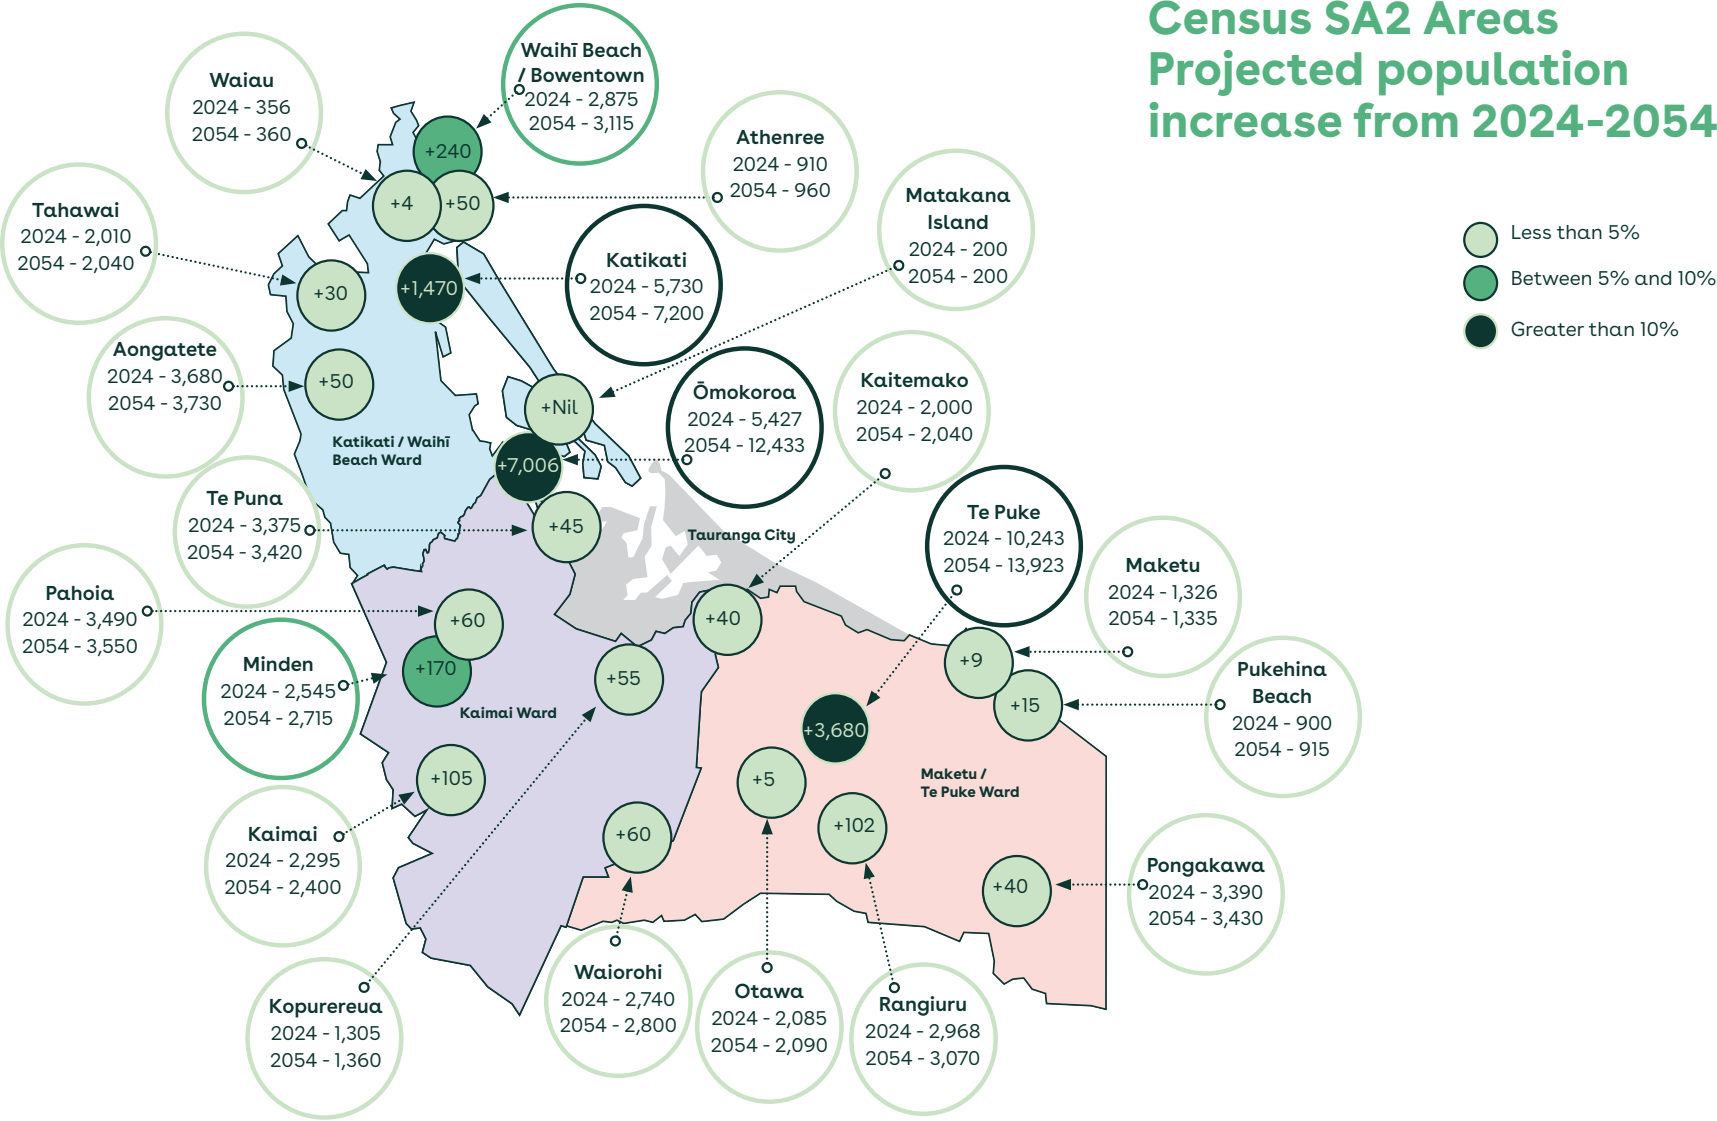 Census SA2 Areas
Projected population
increase from 2024-2054
Less than 5%
Between 5% and 10%
Greater than 10%
Waihī Beach
/ Bowentown
2024 - 2,875
2054 - 3,115
Waiau
2024 - 356
2054 - 360
Athenree
2024 - 910
2054 - 960
Matakana
Island
2024 - 200
2054 - 200
Tahawai
2024 - 2,010
2054 - 2,040
Katikati
2024 - 5,730
2054 - 7,200
Aongatete
2024 - 3,680
2054 - 3,730
Ōmokoroa
2024 - 5,427
2054 - 12,433
Kaitemako
2024 - 2,000
2054 - 2,040
Te Puna
2024 - 3,375
2054 - 3,420
Te Puke
2024 - 10,243
2054 - 13,923
Maketu
2024 - 1,326
2054 - 1,335
Pahoia
2024 - 3,490
2054 - 3,550
Minden
2024 - 2,545
2054 - 2,715
Pukehina
Beach
2024 - 900
2054 - 915
Kaimai
2024 - 2,295
2054 - 2,400
Pongakawa
2024 - 3,390
2054 - 3,430
Kopurereua
2024 - 1,305
2054 - 1,360
Waiorohi
2024 - 2,740
2054 - 2,800
Otawa
2024 - 2,085
2054 - 2,090
Rangiuru
2024 - 2,968
2054 - 3,070
+240
+4
+50
+30
+1,470
+50
+Nil
Katikati / Waihī
Beach Ward
+7,006
+45
Tauranga City
+60
+40
+170
+55
+9
+15
Kaimai Ward
+3,680
+105
+5
Maketu /
Te Puke Ward
+60
+102
+40